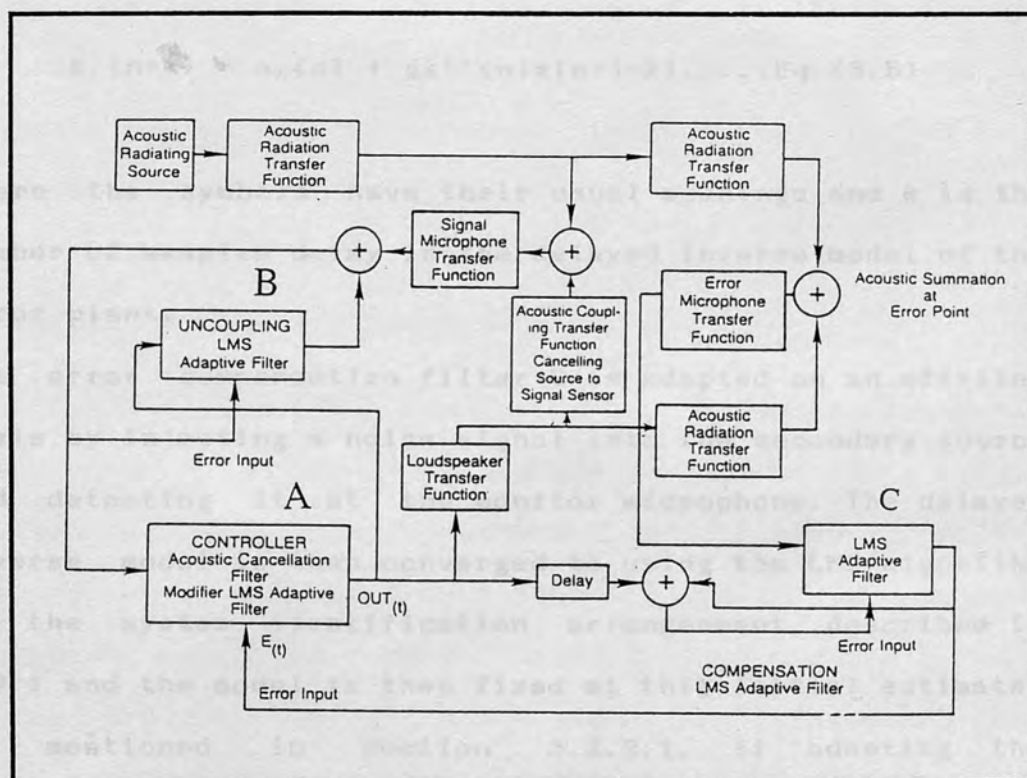 Acoustic
Radiating
Source
Acoustic
Radiation
Transfer
Function
Acoustic
Radiation
Transfer
Function
Signal
Microphone
Transfer
Function
+
+
B
UNCOUPLING
LMS
Adaptive Filter
Error Input
Acoustic Coupl-
ing Transfer
Function
Cancelling
Source to
Signal Sensor
Error
Microphone
Transfer
Function
+
Acoustic Summation
at
Error Point
Loudspeaker
Transfer
Function
Acoustic
Radiation
Transfer
Function
A
CONTROLLER
Acoustic Cancellation
Filter
Modifier LMS Adaptive
Filter
OUT(t)
E(t)
Error Input
Delay
+
C
LMS
Adaptive
Filter
Error Input
COMPENSATION
LMS Adaptive Filter